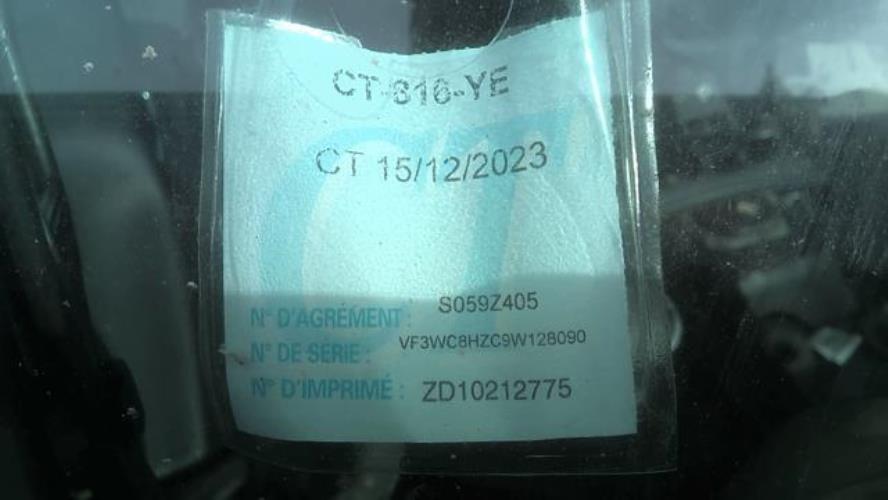 CT-816-YE
CT 15/12/2023
N° D'AGRÉMENT : S059Z405
N° DE SÉRIE : VF3WC8HZC9W128090
N° D'IMPRIMÉ : ZD10212775